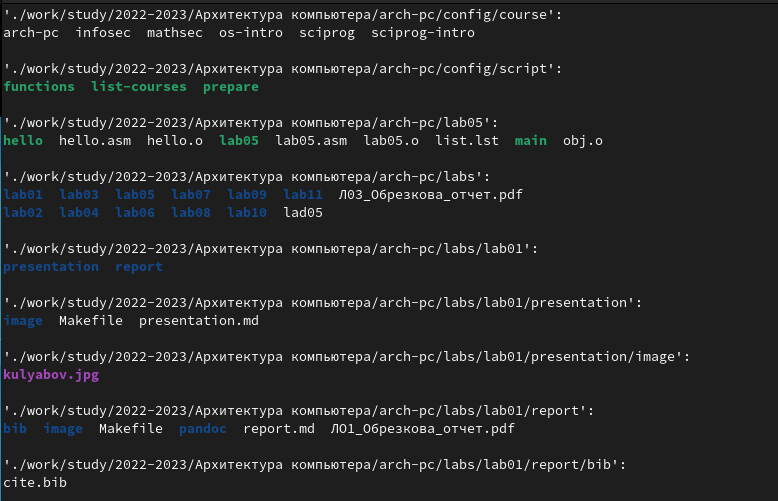 './work/study/2022-2023/Архитектура компьютера/arch-pc/config/course':
arch-pc  infosec  mathsec  os-intro  sciprog  sciprog-intro
'./work/study/2022-2023/Архитектура компьютера/arch-pc/config/script':
functions  list-courses  prepare
'./work/study/2022-2023/Архитектура компьютера/arch-pc/lab05':
hello  hello.asm  hello.o  lab05  lab05.asm  lab05.o  list.lst  main  obj.o
'./work/study/2022-2023/Архитектура компьютера/arch-pc/labs':
lab01  lab03  lab05  lab07  lab09  lab11  Л03_Обрезкова_отчет.pdf
lab02  lab04  lab06  lab08  lab10  lad05
'./work/study/2022-2023/Архитектура компьютера/arch-pc/labs/lab01':
presentation  report
'./work/study/2022-2023/Архитектура компьютера/arch-pc/labs/lab01/presentation':
image  Makefile  presentation.md
'./work/study/2022-2023/Архитектура компьютера/arch-pc/labs/lab01/presentation/image':
kulyabov.jpg
'./work/study/2022-2023/Архитектура компьютера/arch-pc/labs/lab01/report':
bib  image  Makefile  pandoc  report.md  ЛО1_Обрезкова_отчет.pdf
'./work/study/2022-2023/Архитектура компьютера/arch-pc/labs/lab01/report/bib':
cite.bib